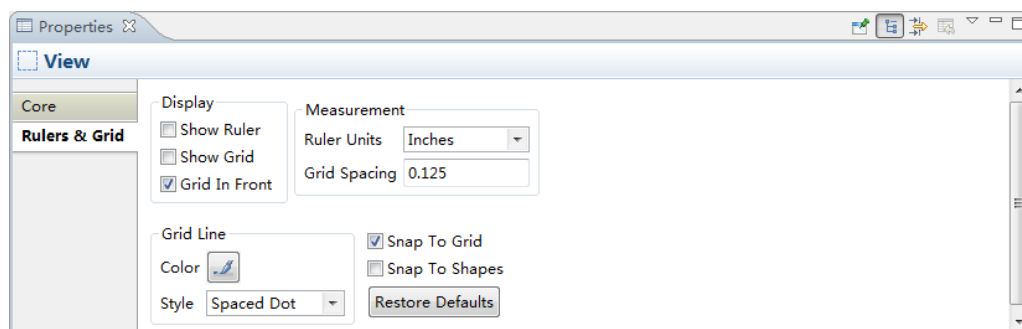 Properties
View
Core
Rulers & Grid
Display
Show Ruler
Show Grid
Grid In Front
Measurement
Ruler Units Inches
Grid Spacing 0.125
Grid Line
Color
Style Spaced Dot
Snap To Grid
Snap To Shapes
Restore Defaults